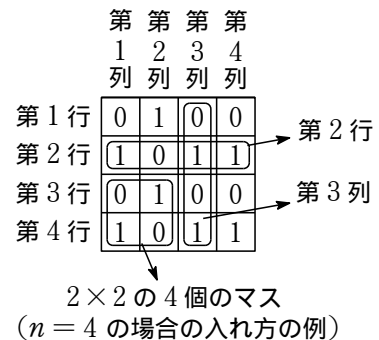 第1列 第2列 第3列 第4列
第1行 0 1 0 0
第2行 1 0 1 1 第2行
第3行 0 1 0 0 第3列
第4行 1 0 1 1
2×2の4個のマス
(n=4の場合の入れ方の例)